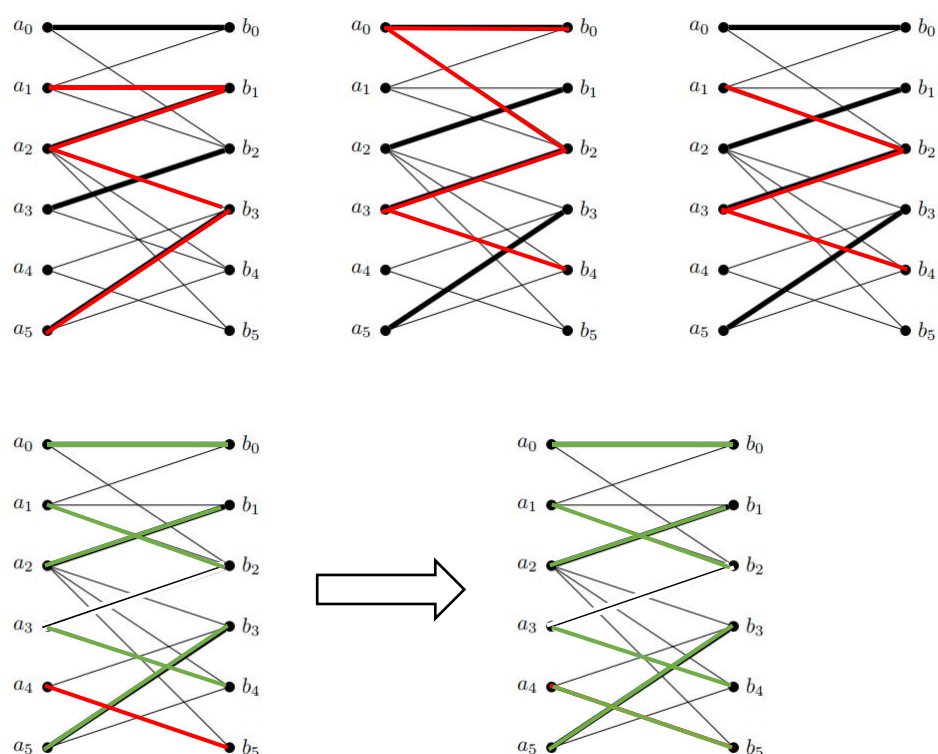 a0 b0 a0 b0 a0 b0
a1 b1 a1 b1 a1 b1
a2 b2 a2 b2 a2 b2
a3 b3 a3 b3 a3 b3
a4 b4 a4 b4 a4 b4
a5 b5 a5 b5 a5 b5
a0 b0 a0 b0
a1 b1 a1 b1
a2 b2 a2 b2
a3 b3 a3 b3
a4 b4 a4 b4
a5 b5 a5 b5